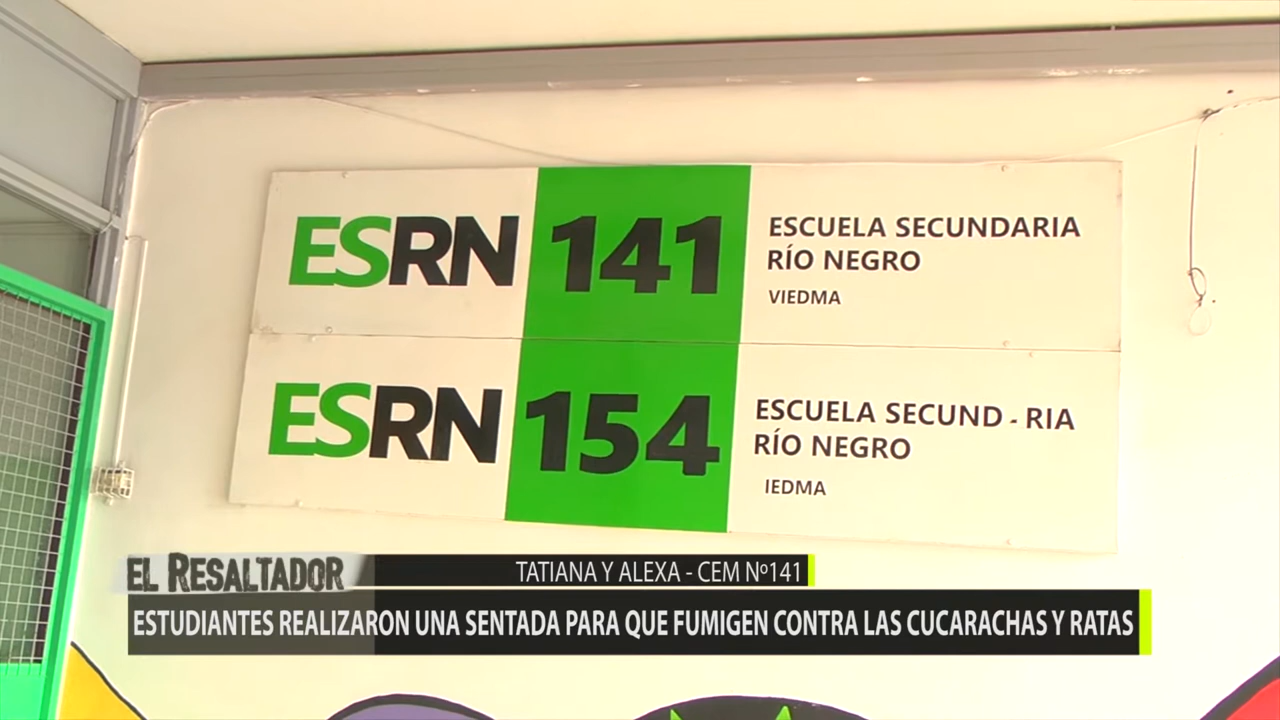 ESRN 141
ESCUELA SECUNDARIA
RÍO NEGRO
VIEDMA
ESRN 154
ESCUELA SECUND-RIA
RÍO NEGRO
IEDMA
EL RESALTADOR
TATIANA Y ALEXA - CEM Nº141
ESTUDIANTES REALIZARON UNA SENTADA PARA QUE FUMIGEN CONTRA LAS CUCARACHAS Y RATAS